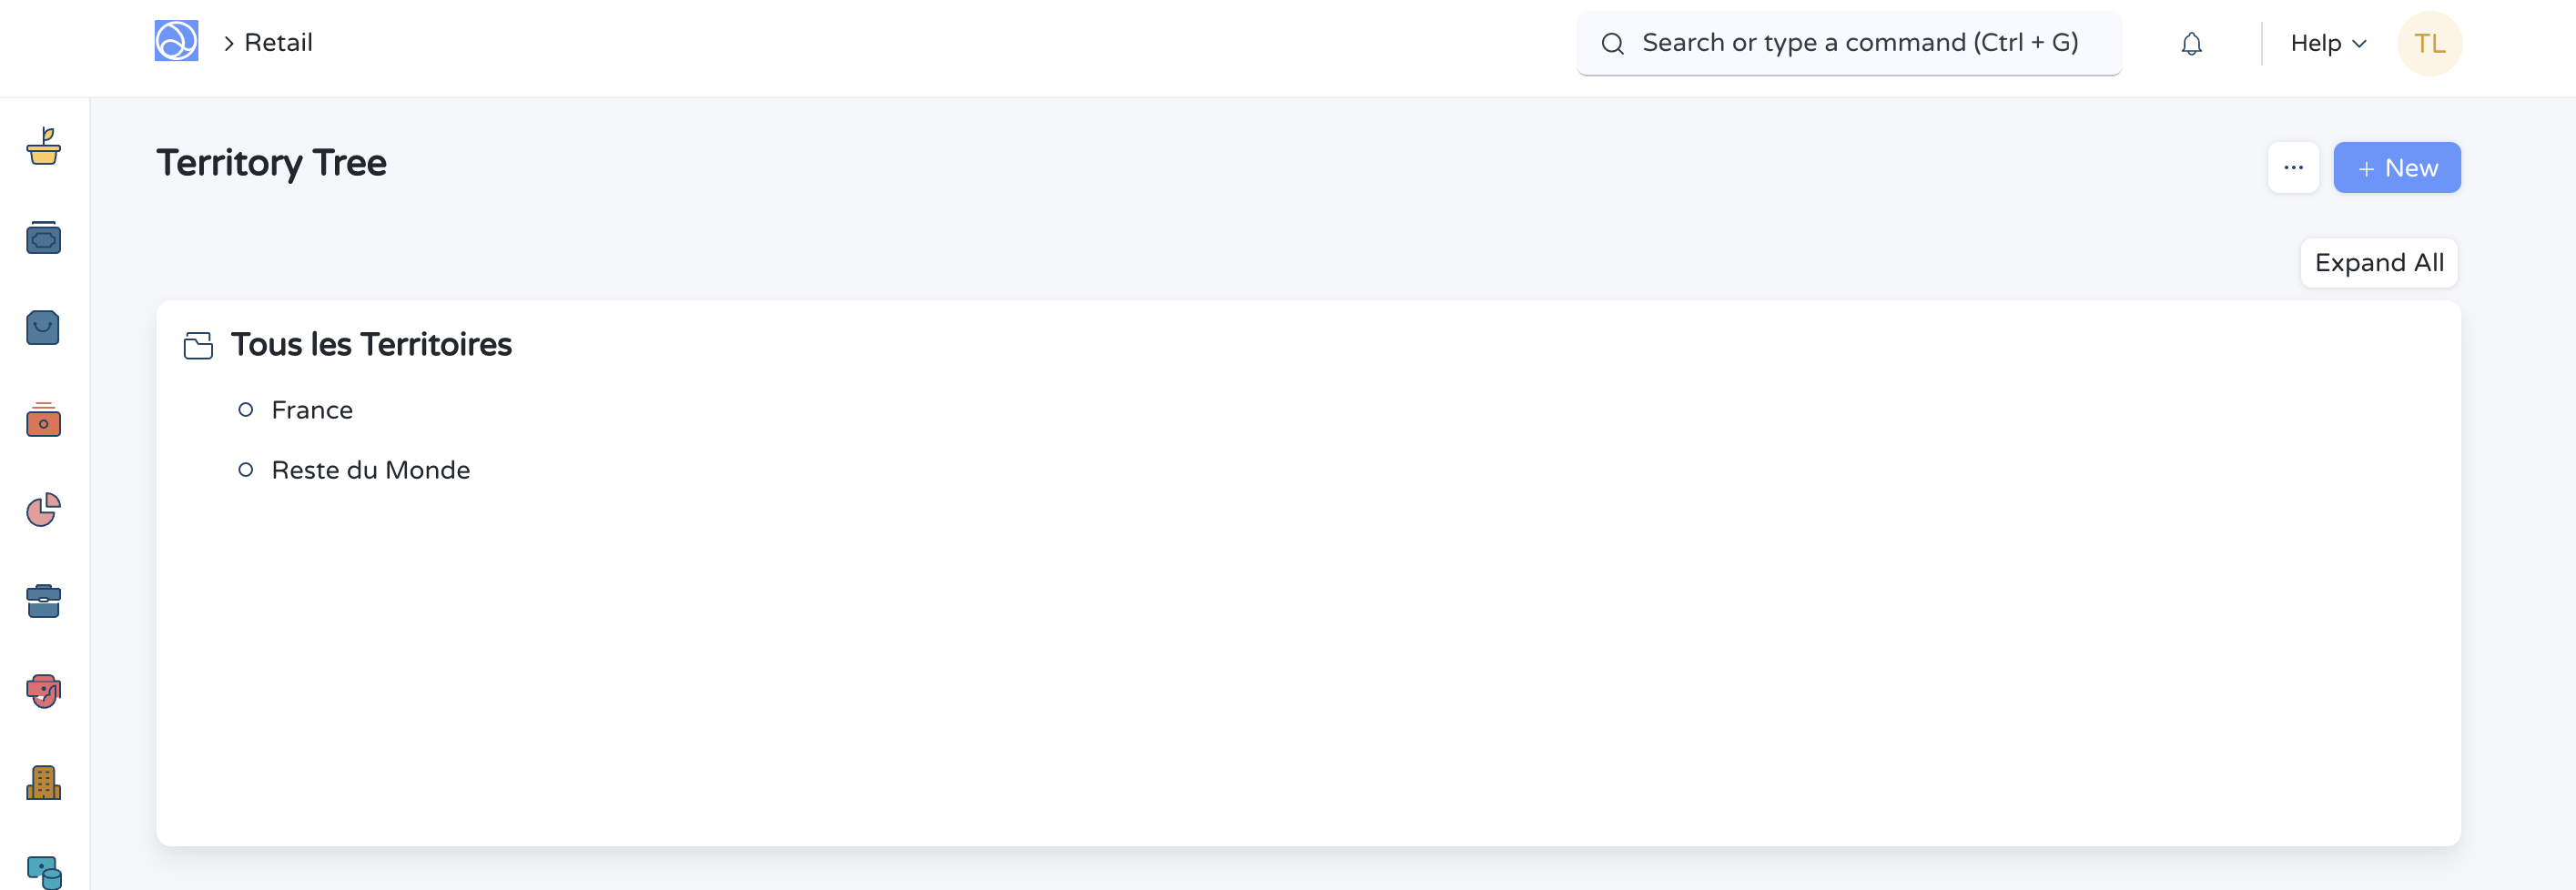 Retail
Search or type a command (Ctrl + G)
Help
TL
Territory Tree
New
Expand All
Tous les Territoires
France
Reste du Monde